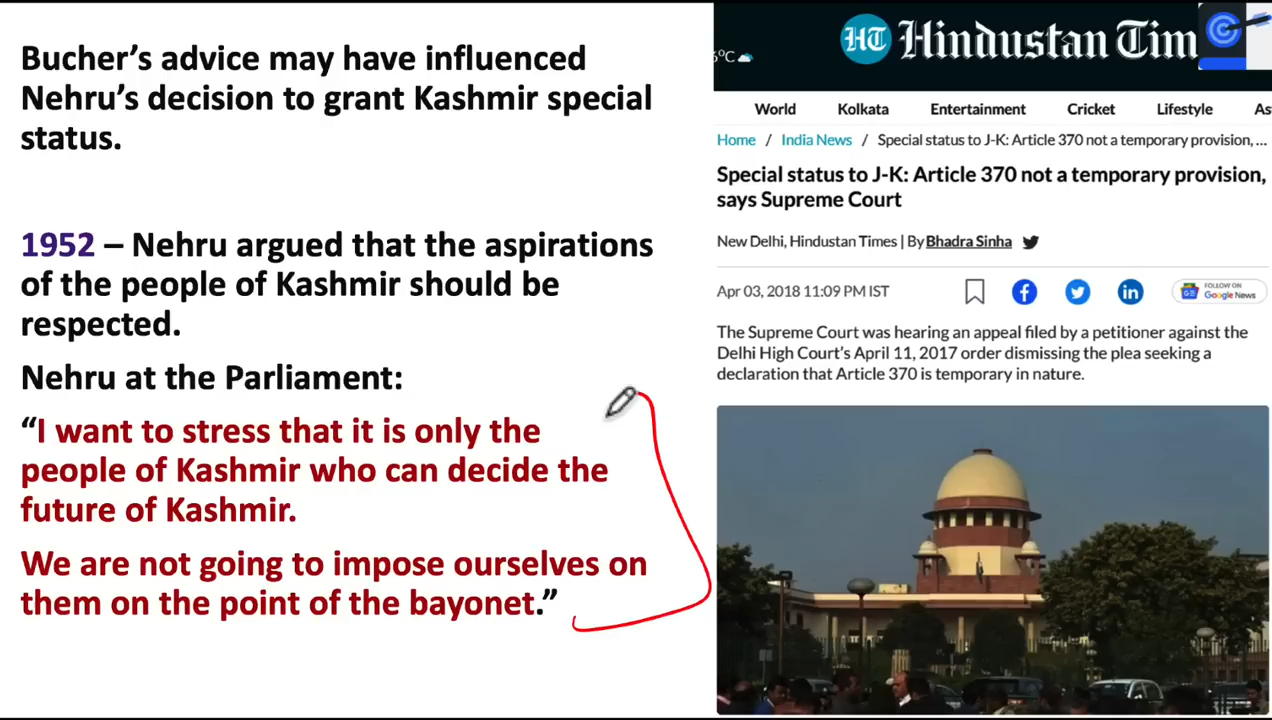 Bucher’s advice may have influenced
Nehru’s decision to grant Kashmir special
status.
1952 – Nehru argued that the aspirations
of the people of Kashmir should be
respected.
Nehru at the Parliament:
“I want to stress that it is only the
people of Kashmir who can decide the
future of Kashmir.
We are not going to impose ourselves on
them on the point of the bayonet.”
HT Hindustan Tim
°C
World Kolkata Entertainment Cricket Lifestyle As
Home / India News / Special status to J-K: Article 370 not a temporary provision, ...
Special status to J-K: Article 370 not a temporary provision,
says Supreme Court
New Delhi, Hindustan Times | By Bhadra Sinha
Apr 03, 2018 11:09 PM IST
FOLLOW ON
Google News
The Supreme Court was hearing an appeal filed by a petitioner against the
Delhi High Court’s April 11, 2017 order dismissing the plea seeking a
declaration that Article 370 is temporary in nature.